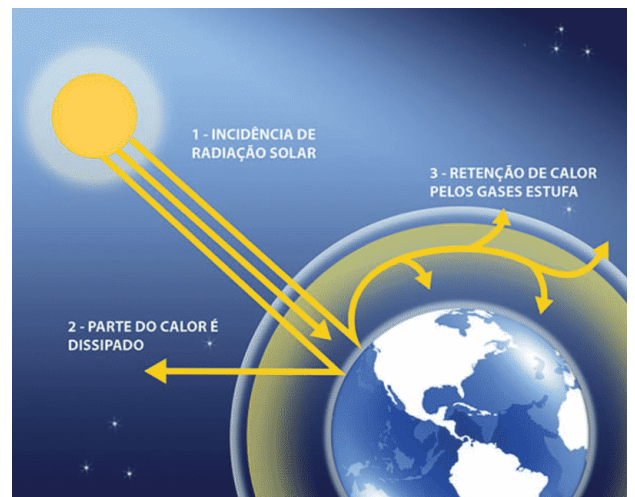 1 - INCIDÊNCIA DE
RADIAÇÃO SOLAR
3 - RETENÇÃO DE CALOR
PELOS GASES ESTUFA
2 - PARTE DO CALOR É
DISSIPADO